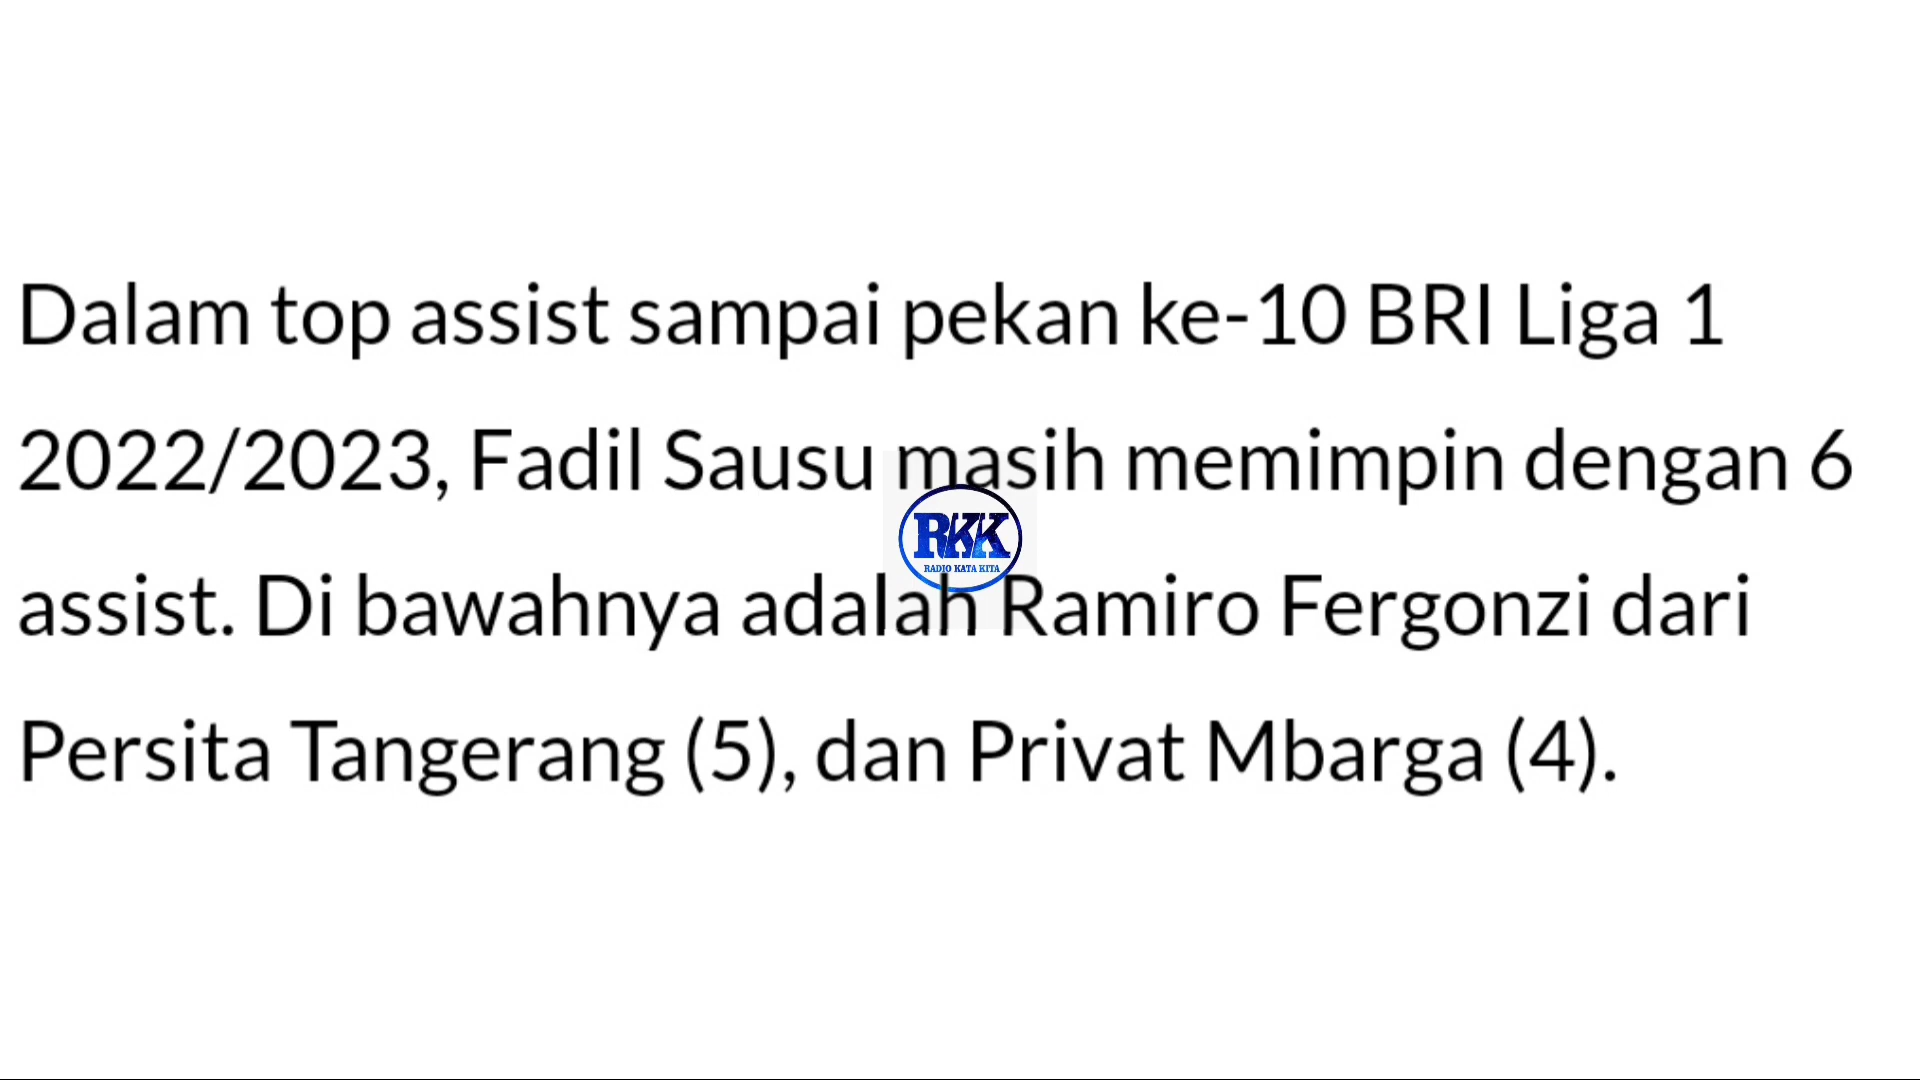 Dalam top assist sampai pekan ke-10 BRI Liga 1
2022/2023, Fadil Sausu masih memimpin dengan 6
RKK
RADIO KATA KITA
assist. Di bawahnya adalah Ramiro Fergonzi dari
Persita Tangerang (5), dan Privat Mbarga (4).